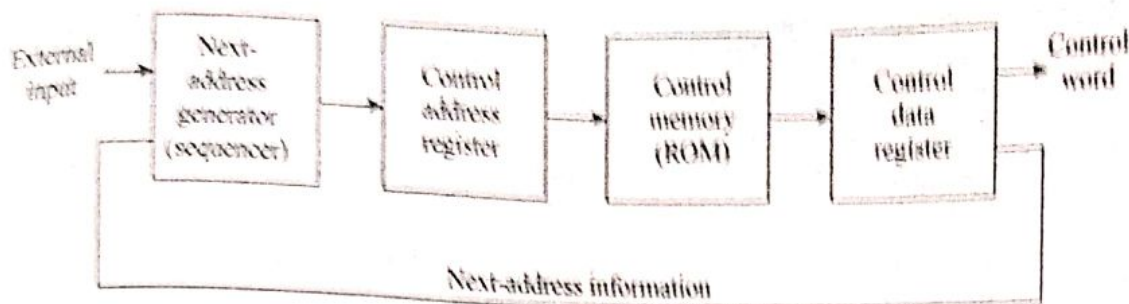 External
input
Next-
address
generator
(sequencer)
Control
address
register
Control
memory
(ROM)
Control
data
register
Control
word
Next-address information